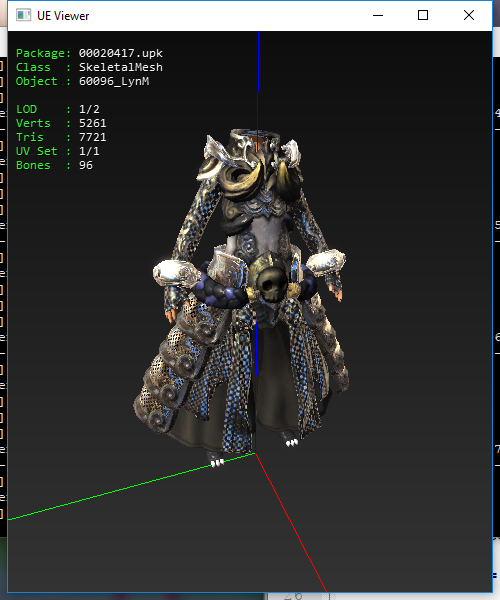 UE Viewer
Package: 00020417.upk
Class : SkeletalMesh
Object : 60096_LynM
LOD : 1/2
Verts : 5261
Tris : 7721
UV Set : 1/1
Bones : 96